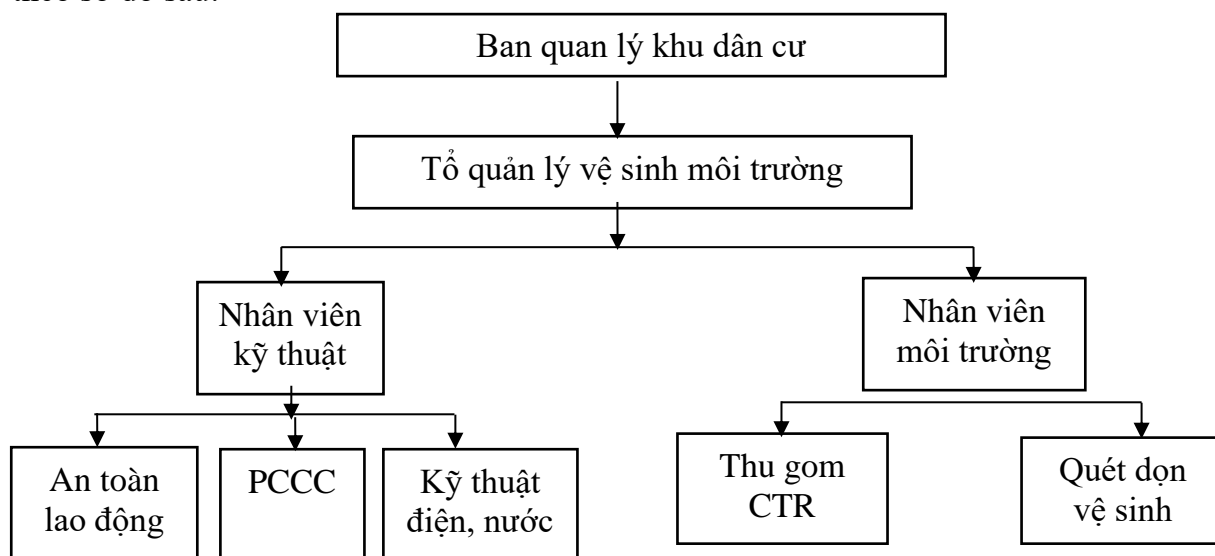 Ban quan lý khu dân cư
Tổ quản lý vệ sinh môi trường
Nhân viên
kỹ thuật
Nhân viên
môi trường
An toàn
lao động
PCCC
Kỹ thuật
điện, nước
Thu gom
CTR
Quét dọn
vệ sinh